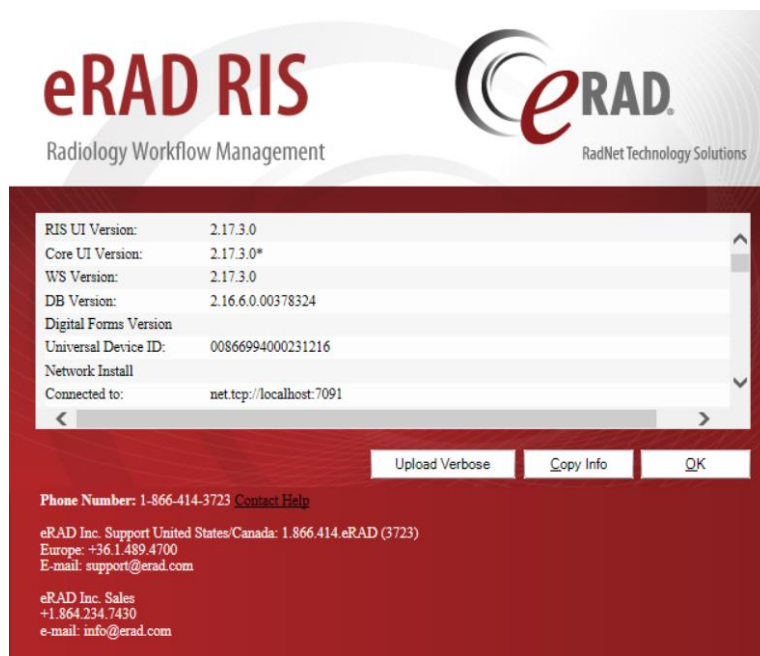 eRAD RIS
Radiology Workflow Management
eRAD®
RadNet Technology Solutions
RIS UI Version: 2.17.3.0
Core UI Version: 2.17.3.0*
WS Version: 2.17.3.0
DB Version: 2.16.6.0.00378324
Digital Forms Version
Universal Device ID: 00866994000231216
Network Install
Connected to: net.tcp://localhost:7091
Upload Verbose Copy Info OK
Phone Number: 1-866-414-3723 Contact Help
eRAD Inc. Support United States/Canada: 1.866.414.eRAD (3723)
Europe: +36.1.489.4700
E-mail: support@erad.com
eRAD Inc. Sales
+1.864.234.7430
e-mail: info@erad.com